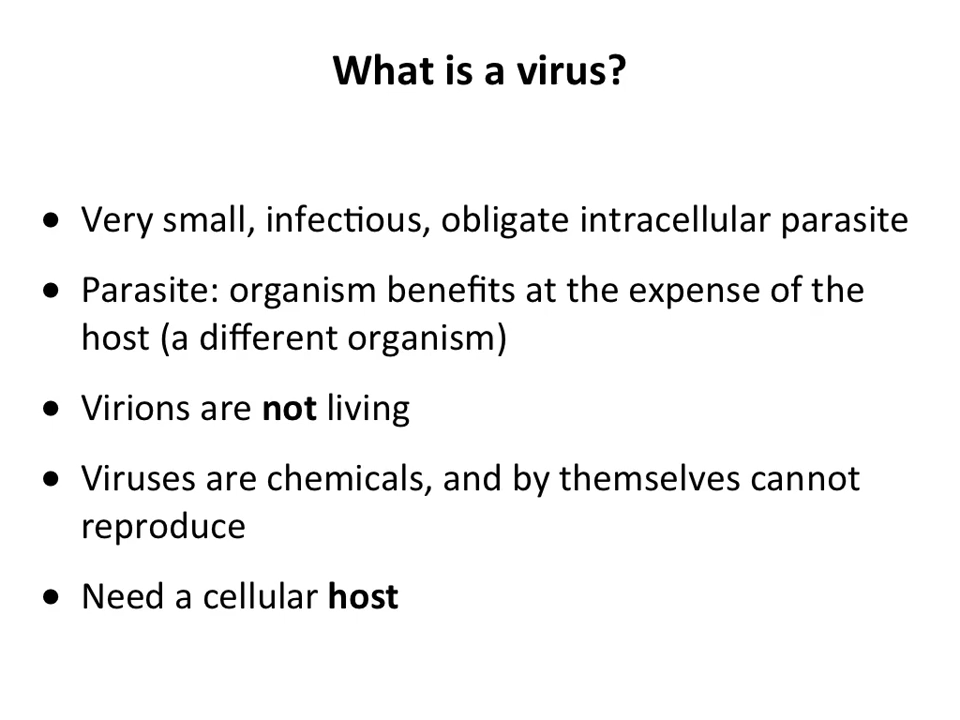 What is a virus?
• Very small, infectious, obligate intracellular parasite
• Parasite: organism benefits at the expense of the
host (a different organism)
• Virions are not living
• Viruses are chemicals, and by themselves cannot
reproduce
• Need a cellular host